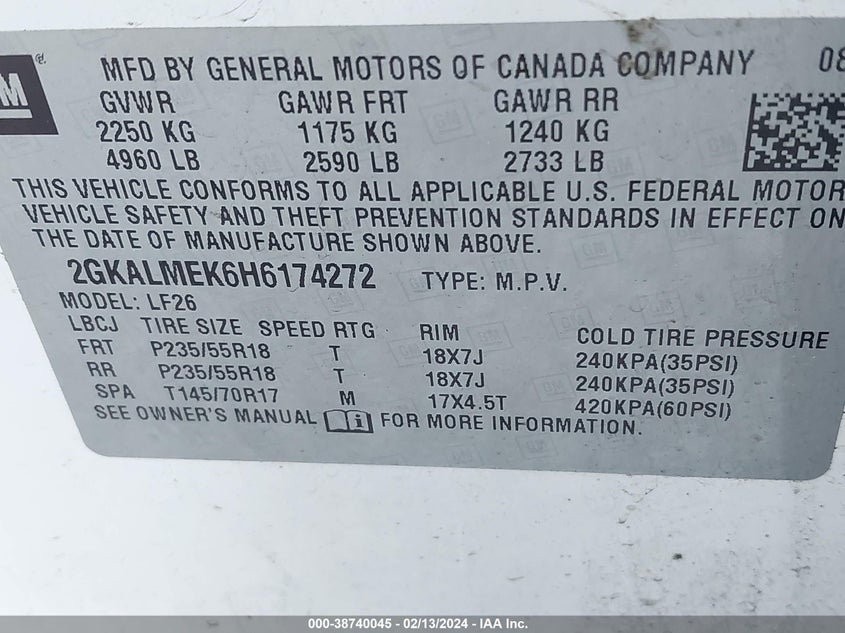 GM
MFD BY GENERAL MOTORS OF CANADA COMPANY 08
GVWR GAWR FRT GAWR RR
2250 KG 1175 KG 1240 KG
4960 LB 2590 LB 2733 LB
THIS VEHICLE CONFORMS TO ALL APPLICABLE U.S. FEDERAL MOTOR
VEHICLE SAFETY AND THEFT PREVENTION STANDARDS IN EFFECT ON
THE DATE OF MANUFACTURE SHOWN ABOVE.
2GKALMEK6H6174272 TYPE: M.P.V.
MODEL: LF26
LBCJ TIRE SIZE SPEED RTG RIM COLD TIRE PRESSURE
FRT P235/55R18 T 18X7J 240KPA(35PSI)
RR P235/55R18 T 18X7J 240KPA(35PSI)
SPA T145/70R17 M 17X4.5T 420KPA(60PSI)
SEE OWNER'S MANUAL FOR MORE INFORMATION.
000-38740045 - 02/13/2024 - IAA Inc.